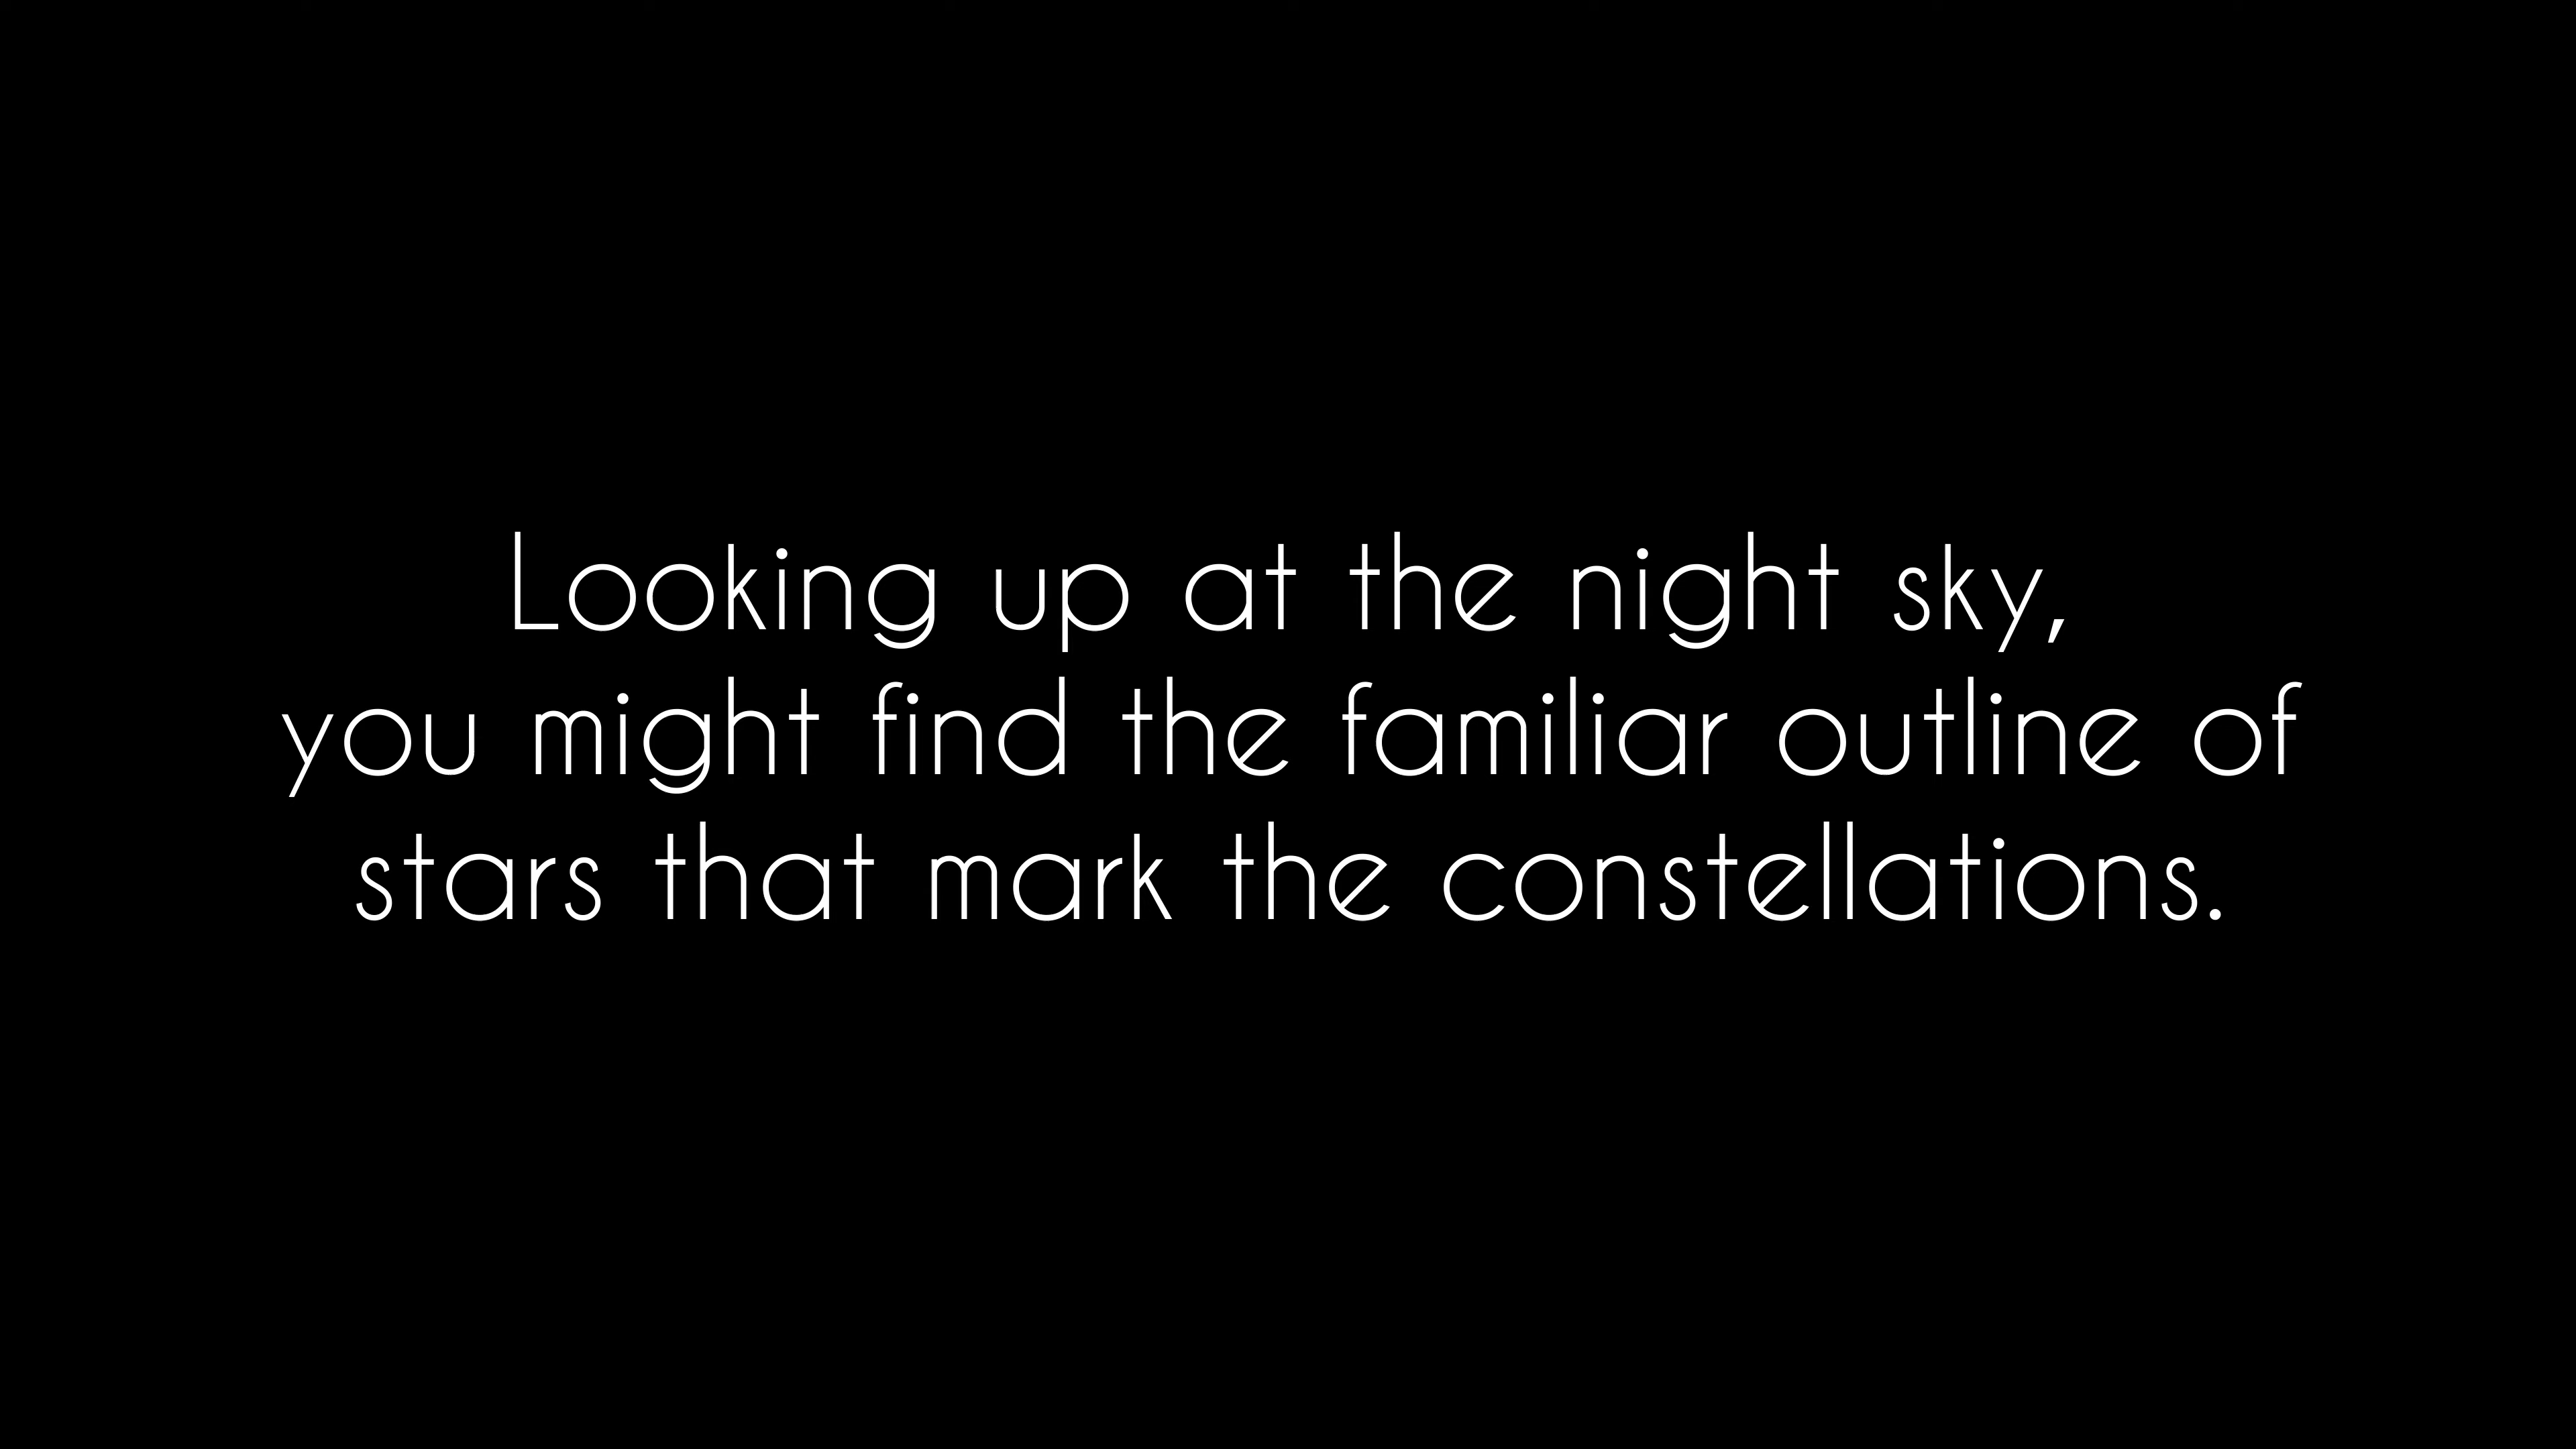 Looking up at the night sky,
you might find the familiar outline of
stars that mark the constellations.